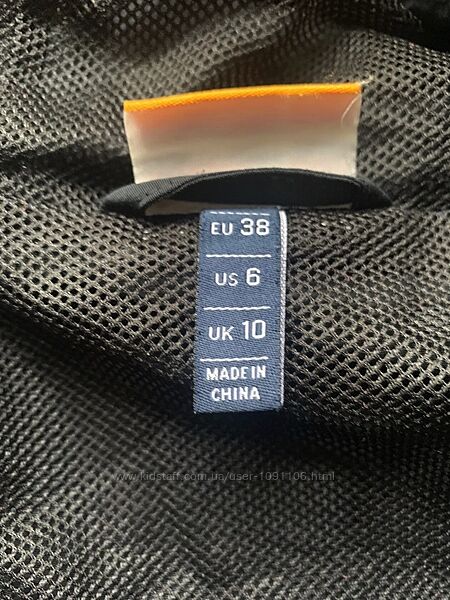 EU 38
US 6
UK 10
MADE IN
CHINA
www.kidstaff.com.ua/user-1091106.html